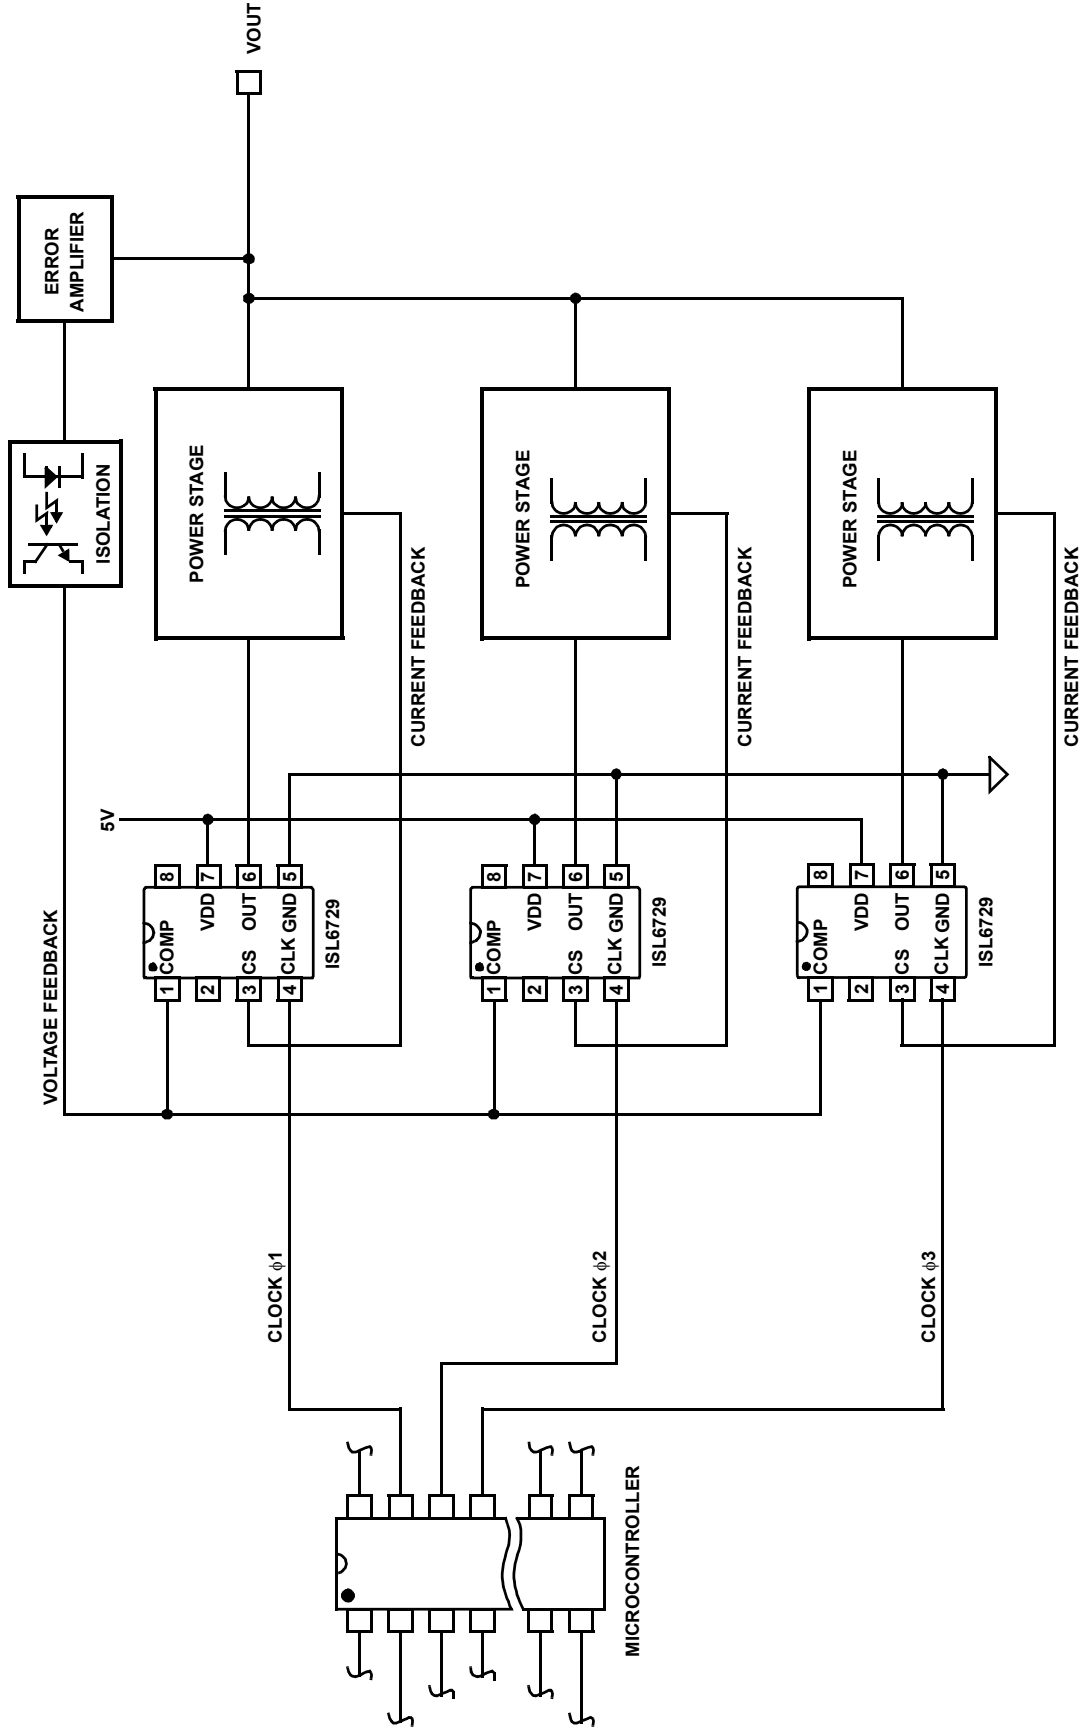 VOUT
ERROR
AMPLIFIER
ISOLATION
POWER STAGE
POWER STAGE
POWER STAGE
CURRENT FEEDBACK
CURRENT FEEDBACK
CURRENT FEEDBACK
VOLTAGE FEEDBACK
5V
8
7
6
5
COMP
VDD
CS OUT
CLK GND
1
2
3
4
ISL6729
8
7
6
5
COMP
VDD
CS OUT
CLK GND
1
2
3
4
ISL6729
8
7
6
5
COMP
VDD
CS OUT
CLK GND
1
2
3
4
ISL6729
CLOCK ϕ1
CLOCK ϕ2
CLOCK ϕ3
MICROCONTROLLER